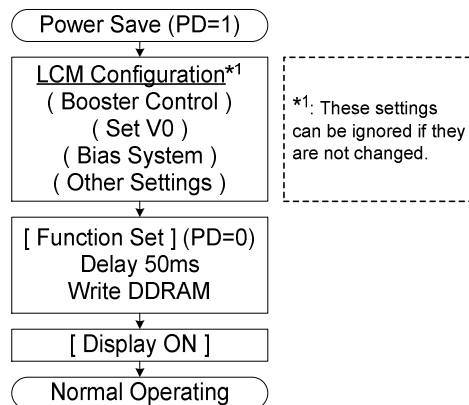 Power Save (PD=1)
LCM Configuration*1
( Booster Control )
( Set V0 )
( Bias System )
( Other Settings )
*1: These settings
can be ignored if they
are not changed.
[ Function Set ] (PD=0)
Delay 50ms
Write DDRAM
[ Display ON ]
Normal Operating